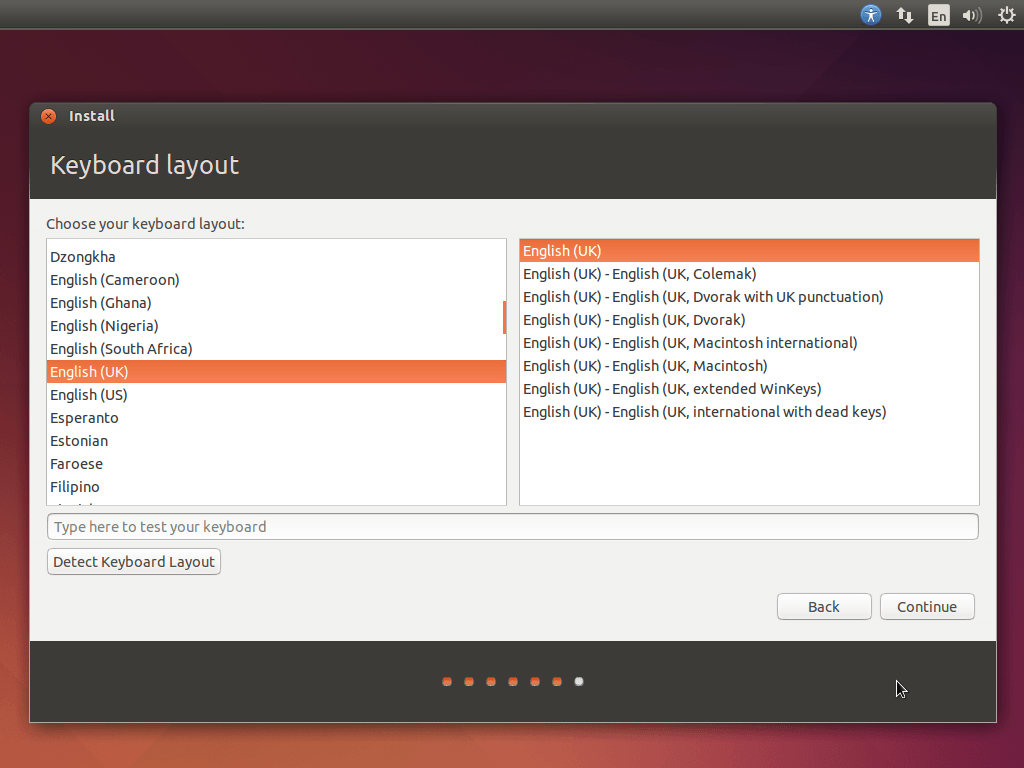 En
Install
Keyboard layout
Choose your keyboard layout:
Dzongkha
English (Cameroon)
English (Ghana)
English (Nigeria)
English (South Africa)
English (UK)
English (US)
Esperanto
Estonian
Faroese
Filipino
English (UK)
English (UK) - English (UK, Colemak)
English (UK) - English (UK, Dvorak with UK punctuation)
English (UK) - English (UK, Dvorak)
English (UK) - English (UK, Macintosh international)
English (UK) - English (UK, Macintosh)
English (UK) - English (UK, extended WinKeys)
English (UK) - English (UK, international with dead keys)
Type here to test your keyboard
Detect Keyboard Layout
Back
Continue